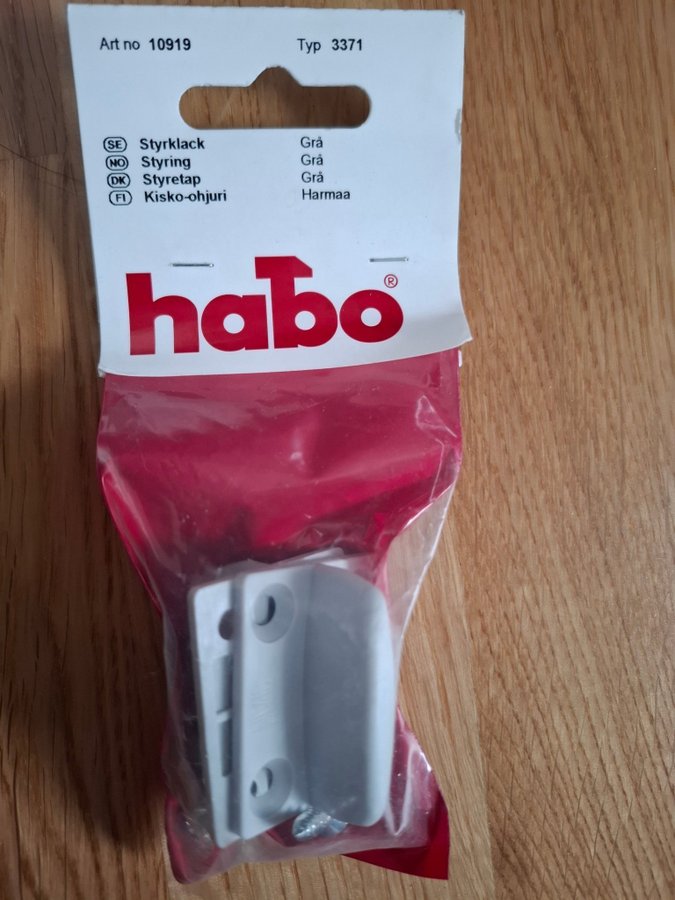 Art no 10919 Typ 3371
SE Styrklack Grå
NO Styring Grå
DK Styretap Grå
FI Kisko-ohjuri Harmaa
habo®